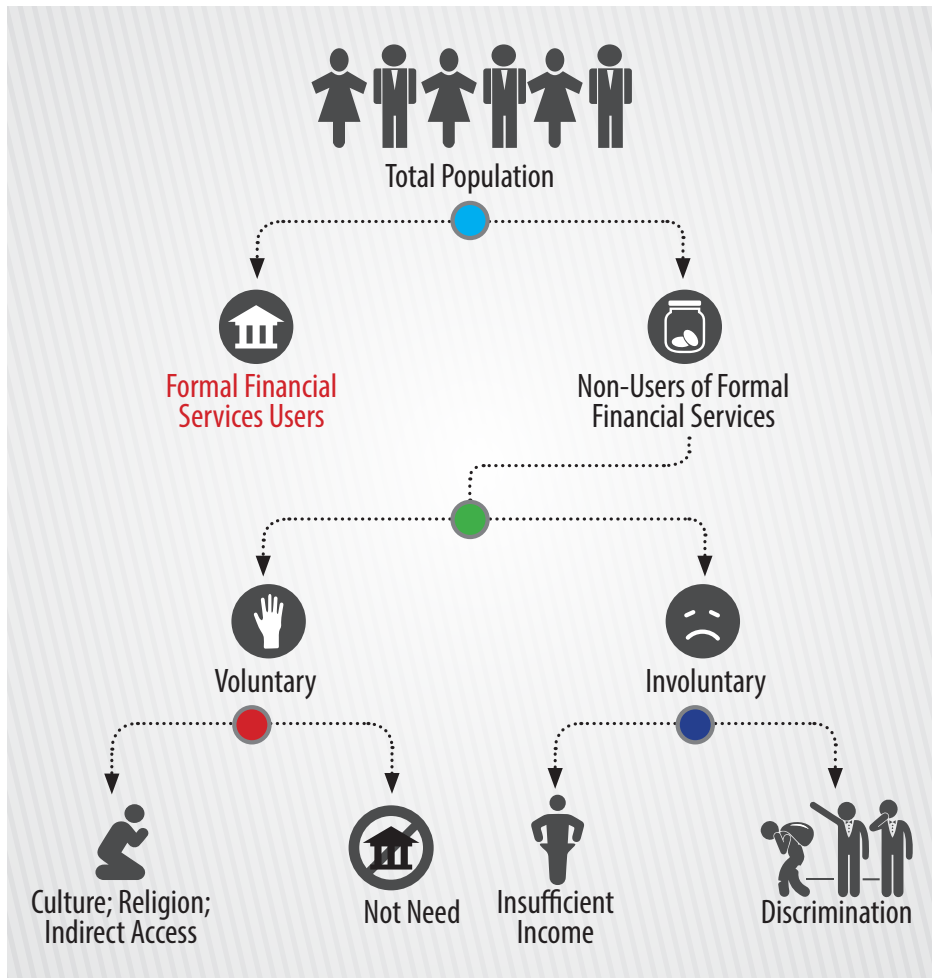 Total Population
Formal Financial
Services Users
Non-Users of Formal
Financial Services
Voluntary
Involuntary
Culture; Religion;
Indirect Access
Not Need
Insufficient
Income
Discrimination